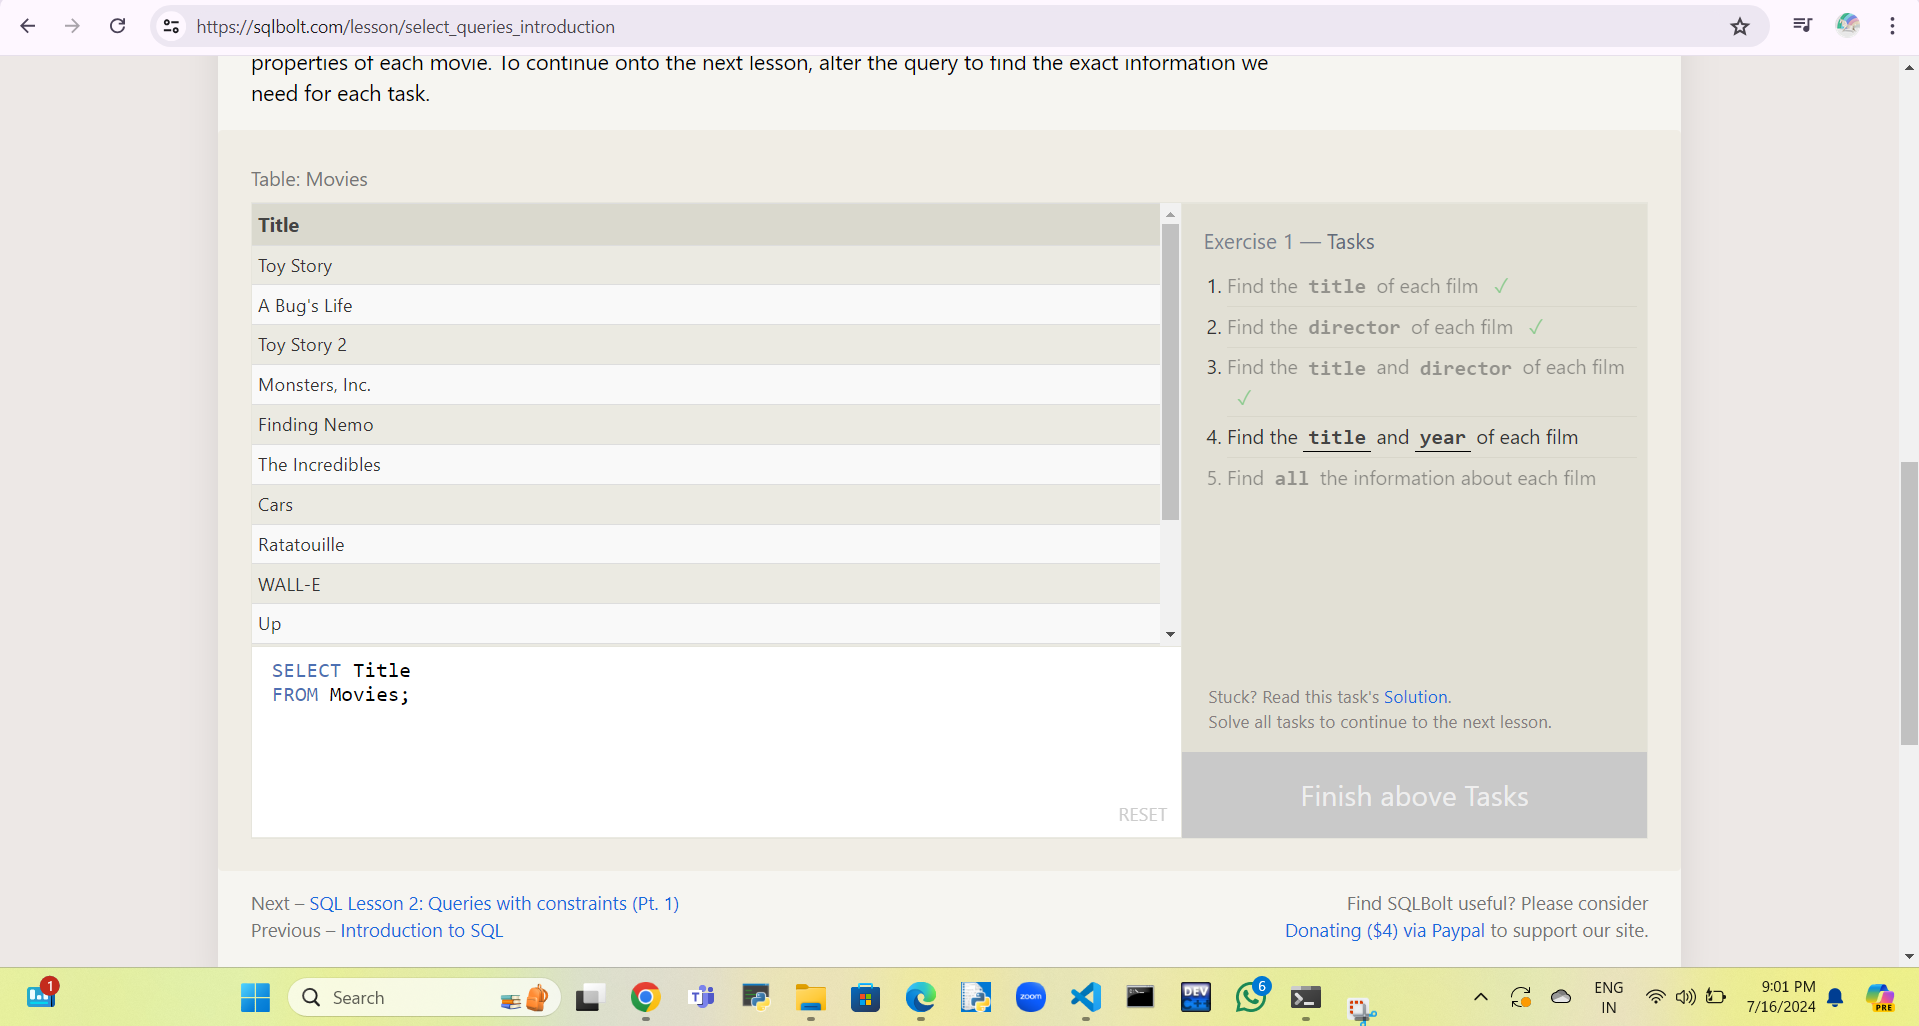 https://sqlbolt.com/lesson/select_queries_introduction
properties of each movie. To continue onto the next lesson, alter the query to find the exact information we
need for each task.
Table: Movies
Title
Toy Story
A Bug's Life
Toy Story 2
Monsters, Inc.
Finding Nemo
The Incredibles
Cars
Ratatouille
WALL-E
Up
SELECT Title
FROM Movies;
RESET
Exercise 1 — Tasks
1. Find the title of each film ✓
2. Find the director of each film ✓
3. Find the title and director of each film
✓
4. Find the title and year of each film
5. Find all the information about each film
Stuck? Read this task's Solution.
Solve all tasks to continue to the next lesson.
Finish above Tasks
Next – SQL Lesson 2: Queries with constraints (Pt. 1)
Previous – Introduction to SQL
Find SQLBolt useful? Please consider
Donating ($4) via Paypal to support our site.
1
Search
zoom
DEV
6
ENG
IN
9:01 PM
7/16/2024
PRE